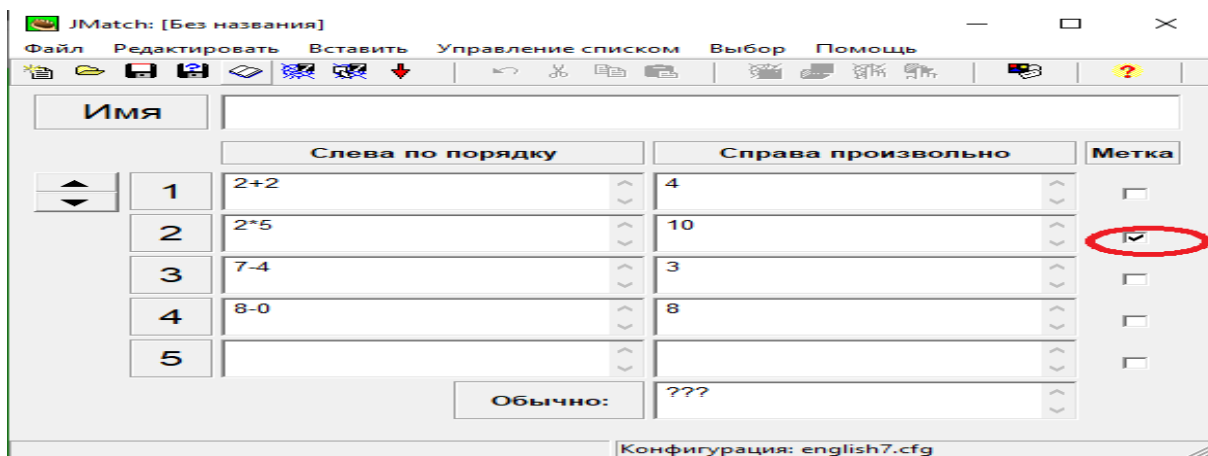 JMatch: [Без названия]
Файл Редактировать Вставить Управление списком Выбор Помощь
Имя
Слева по порядку Справа произвольно Метка
1 2+2 4
2 2*5 10
3 7-4 3
4 8-0 8
5
Обычно: ???
Конфигурация: english7.cfg